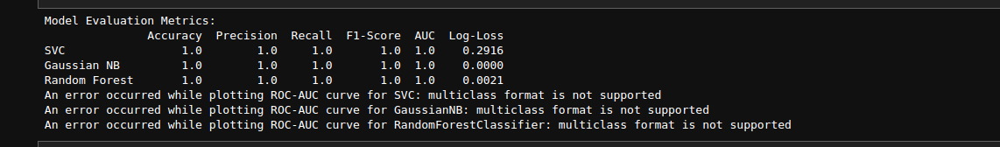 Model Evaluation Metrics:
Accuracy Precision Recall F1-Score AUC Log-Loss
SVC 1.0 1.0 1.0 1.0 1.0 0.2916
Gaussian NB 1.0 1.0 1.0 1.0 1.0 0.0000
Random Forest 1.0 1.0 1.0 1.0 1.0 0.0021
An error occurred while plotting ROC-AUC curve for SVC: multiclass format is not supported
An error occurred while plotting ROC-AUC curve for GaussianNB: multiclass format is not supported
An error occurred while plotting ROC-AUC curve for RandomForestClassifier: multiclass format is not supported